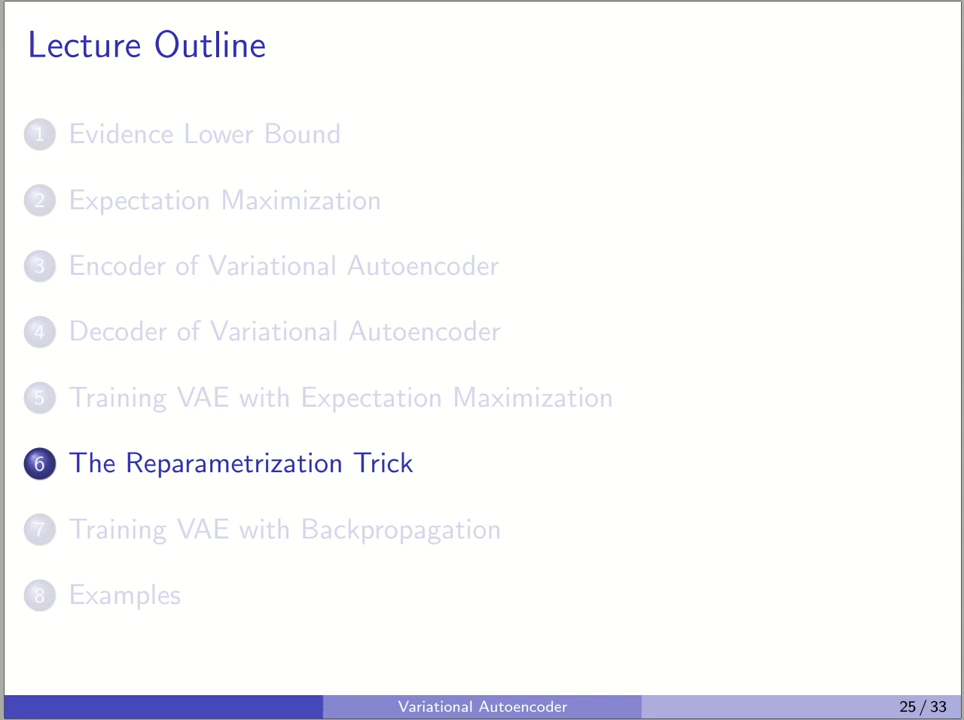 Lecture Outline
1 Evidence Lower Bound
2 Expectation Maximization
3 Encoder of Variational Autoencoder
4 Decoder of Variational Autoencoder
5 Training VAE with Expectation Maximization
6 The Reparametrization Trick
7 Training VAE with Backpropagation
8 Examples
Variational Autoencoder 25 / 33